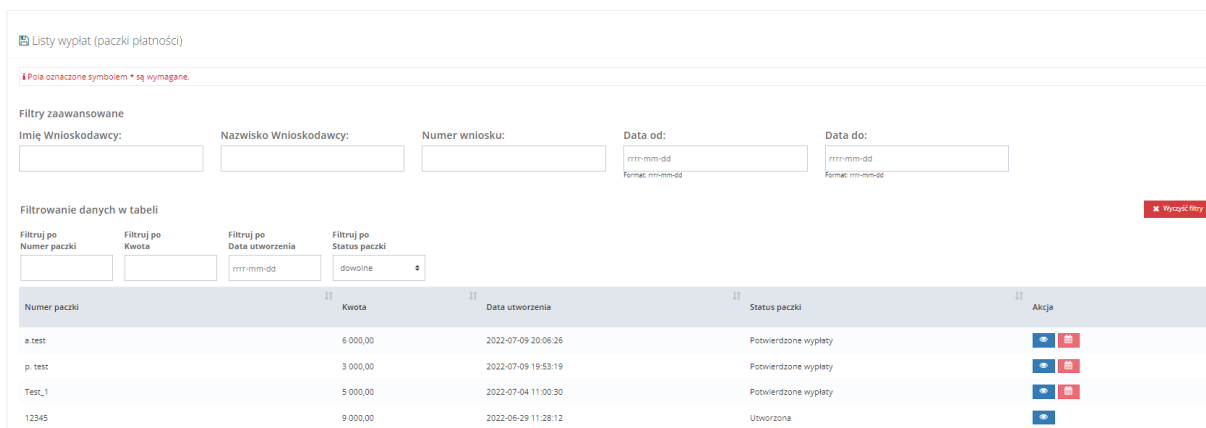 Listy wypłat (paczki płatności)
Pola oznaczone symbolem * są wymagane.
Filtry zaawansowane
Imię Wnioskodawcy: Nazwisko Wnioskodawcy: Numer wniosku: Data od: Data do:
rrrr-mm-dd rrrr-mm-dd
Format: rrrr-mm-dd Format: rrrr-mm-dd
Filtrowanie danych w tabeli Wyczyść filtry
Filtruj po Filtruj po Filtruj po Filtruj po
Numer paczki Kwota Data utworzenia Status paczki
rrrr-mm-dd dowolne
Numer paczki Kwota Data utworzenia Status paczki Akcja
a.test 6 000,00 2022-07-09 20:06:26 Potwierdzone wypłaty
p. test 3 000,00 2022-07-09 19:53:19 Potwierdzone wypłaty
Test_1 5 000,00 2022-07-04 11:00:30 Potwierdzone wypłaty
12345 9 000,00 2022-06-29 11:28:12 Utworzona